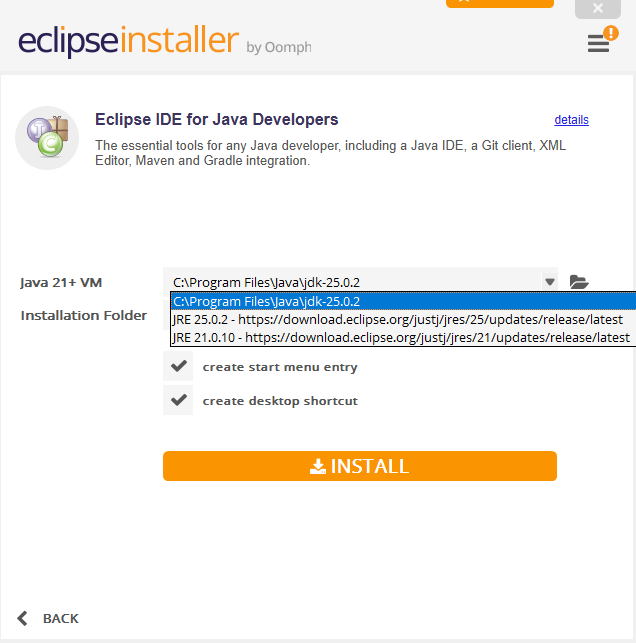 eclipseinstaller by Oomph
Eclipse IDE for Java Developers
details
The essential tools for any Java developer, including a Java IDE, a Git client, XML
Editor, Maven and Gradle integration.
Java 21+ VM
C:\Program Files\Java\jdk-25.0.2
C:\Program Files\Java\jdk-25.0.2
Installation Folder
JRE 25.0.2 - https://download.eclipse.org/justj/jres/25/updates/release/latest
JRE 21.0.10 - https://download.eclipse.org/justj/jres/21/updates/release/latest
create start menu entry
create desktop shortcut
INSTALL
BACK